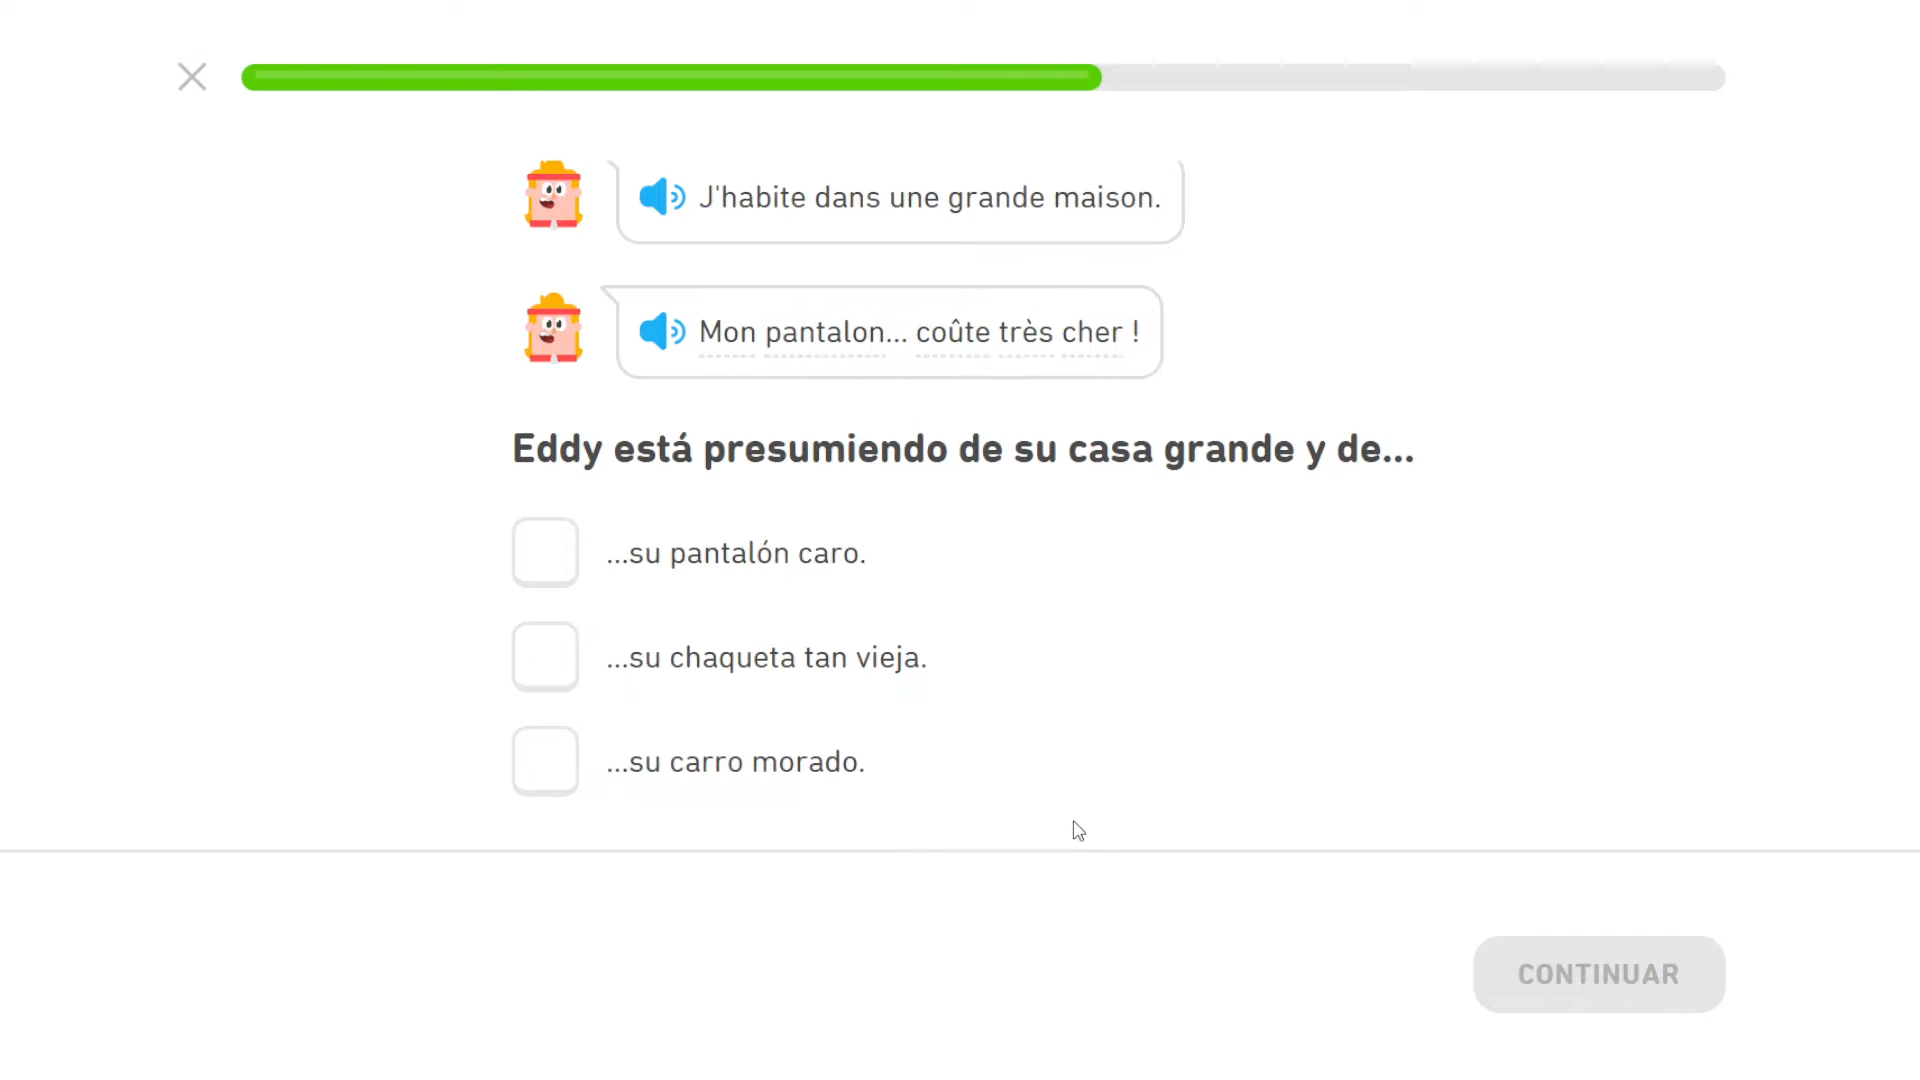 J'habite dans une grande maison.
Mon pantalon... coûte très cher !
Eddy está presumiendo de su casa grande y de...
...su pantalón caro.
...su chaqueta tan vieja.
...su carro morado.
CONTINUAR